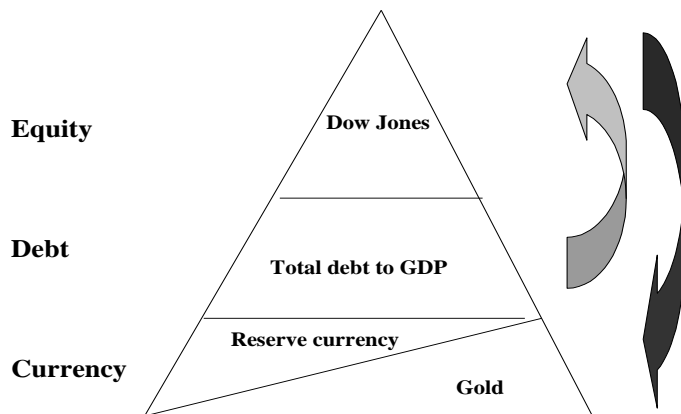 Equity
Dow Jones
Debt
Total debt to GDP
Reserve currency
Currency
Gold